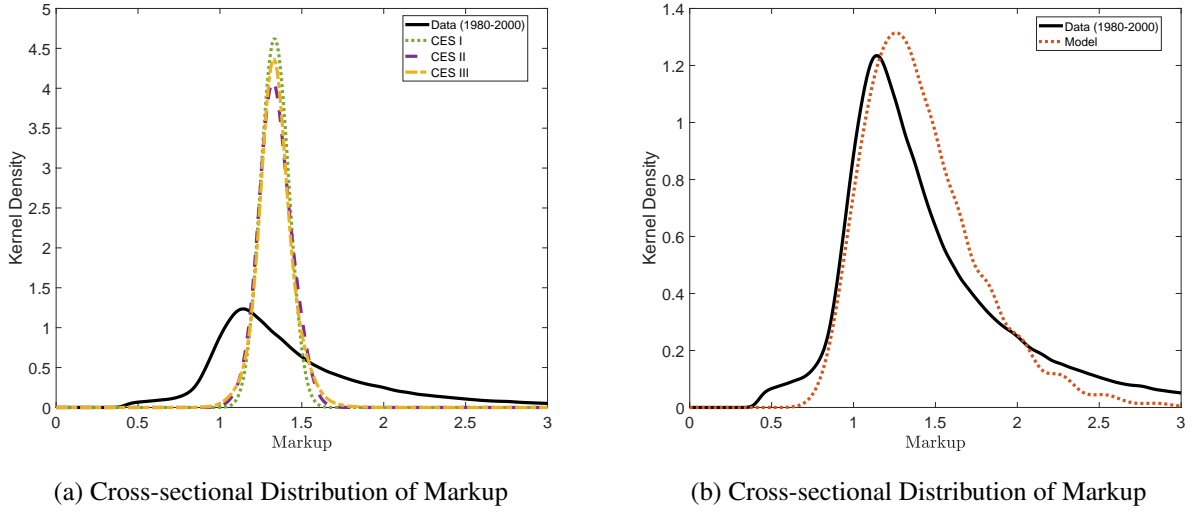 5
4.5
4
3.5
3
2.5
2
1.5
1
0.5
0
Kernel Density
0 0.5 1 1.5 2 2.5 3
Markup
Data (1980-2000)
CES I
CES II
CES III
(a) Cross-sectional Distribution of Markup
1.4
1.2
1
0.8
0.6
0.4
0.2
0
Kernel Density
0 0.5 1 1.5 2 2.5 3
Markup
Data (1980-2000)
Model
(b) Cross-sectional Distribution of Markup